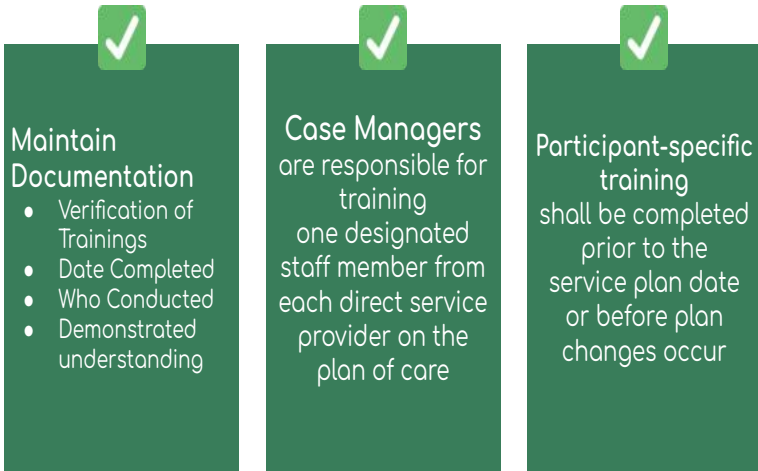 Maintain
Documentation
● Verification of
Trainings
● Date Completed
● Who Conducted
● Demonstrated
understanding
Case Managers
are responsible for
training
one designated
staff member from
each direct service
provider on the
plan of care
Participant-specific
training
shall be completed
prior to the
service plan date
or before plan
changes occur